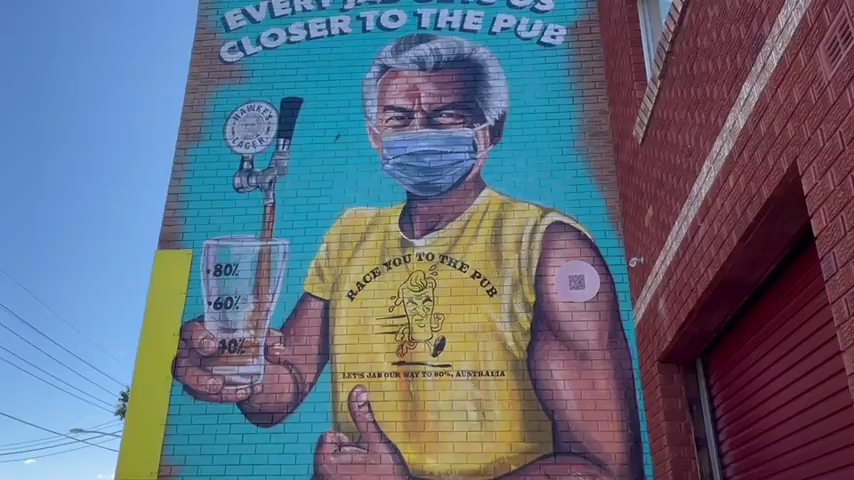 EVERY JAB GETS US
CLOSER TO THE PUB
HAWKE'S
LAGER
80%
60%
40%
RACE YOU TO THE PUB
LET'S JAB OUR WAY TO 80%, AUSTRALIA